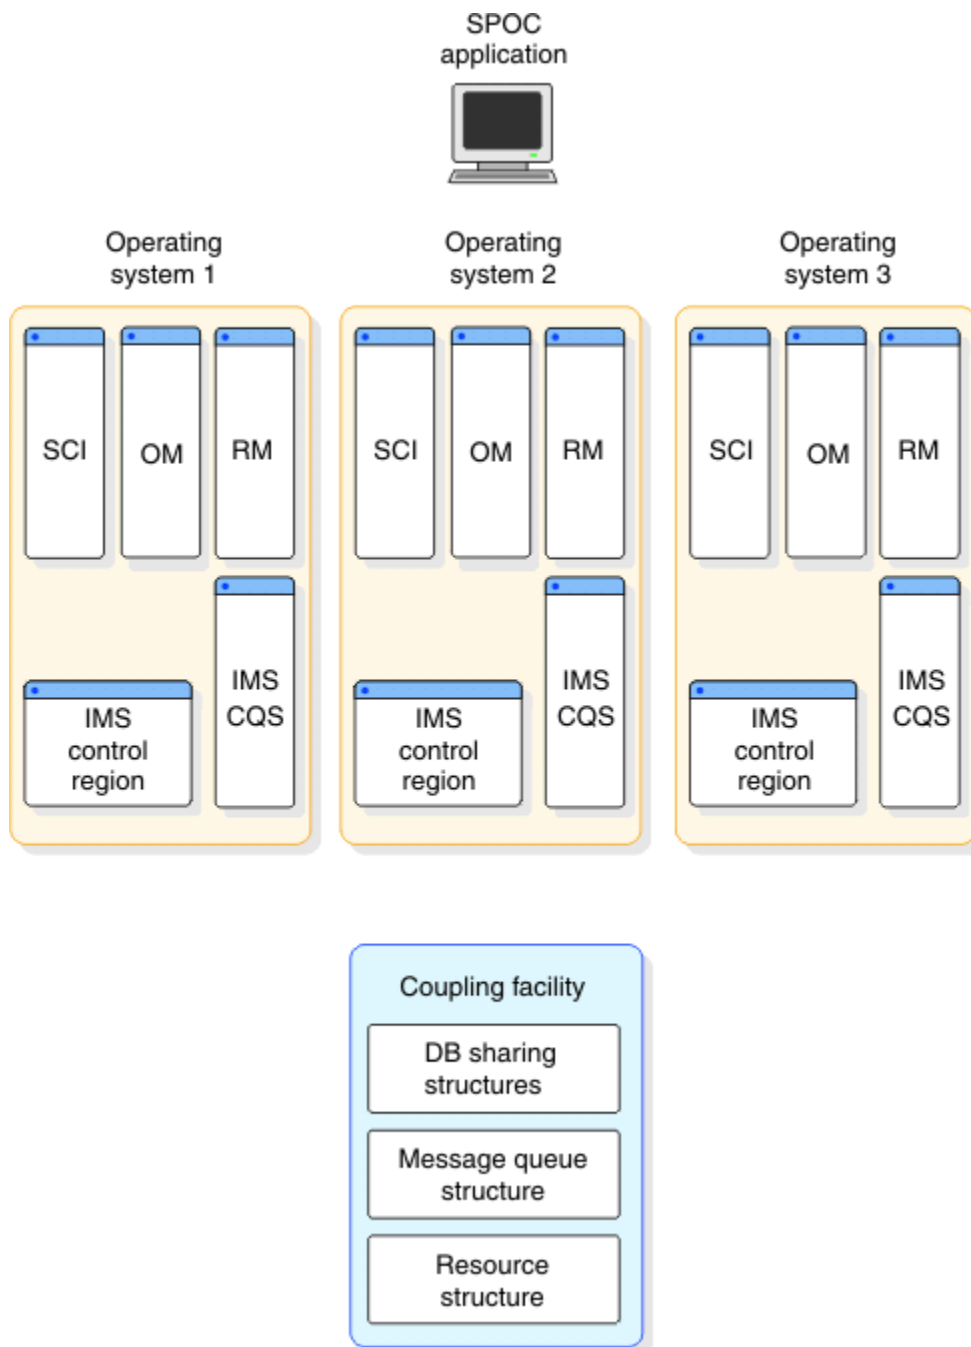 SPOC
application
Operating
system 1
Operating
system 2
Operating
system 3
SCI
OM
RM
IMS
CQS
IMS
control
region
SCI
OM
RM
IMS
CQS
IMS
control
region
SCI
OM
RM
IMS
CQS
IMS
control
region
Coupling facility
DB sharing
structures
Message queue
structure
Resource
structure